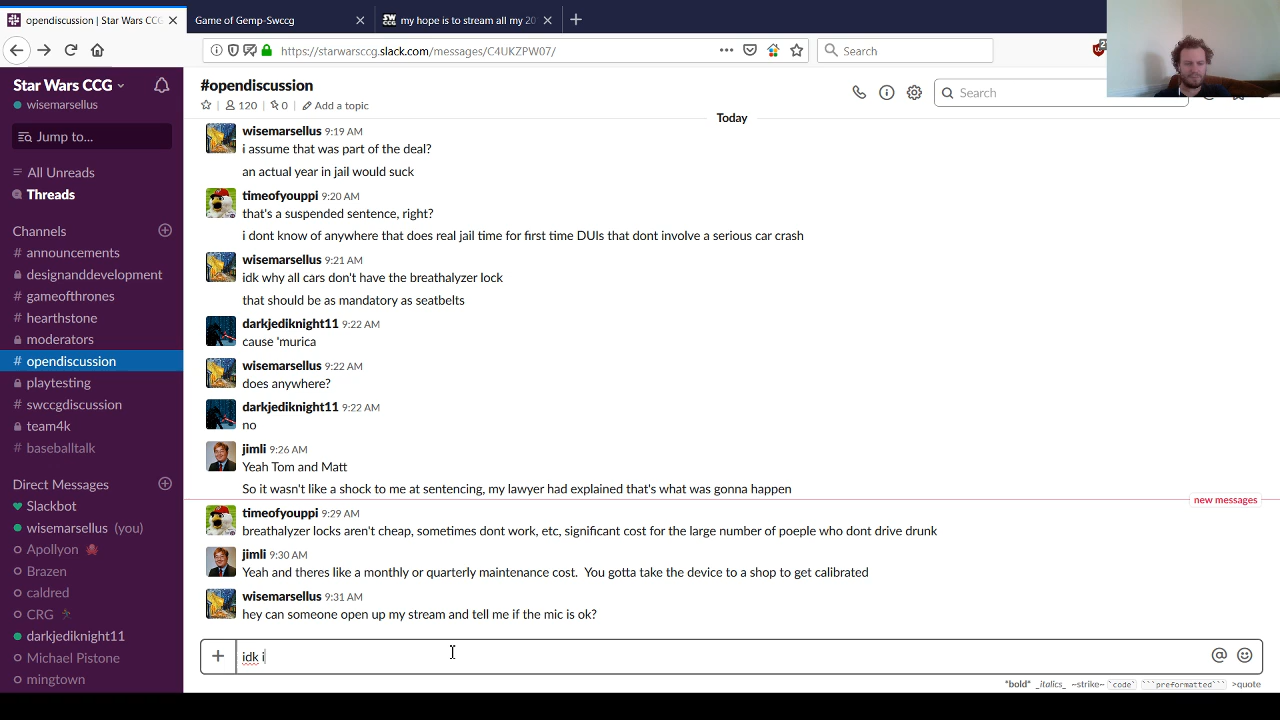 opendiscussion | Star Wars CCG
Game of Gemp-Swccg
SW CCG
my hope is to stream all my 20
https://starwarsccg.slack.com/messages/C4UKZPW07/
Search
2
Star Wars CCG
wisemarsellus
Jump to...
All Unreads
Threads
Channels
# announcements
designanddevelopment
# gameofthrones
# hearthstone
moderators
# opendiscussion
playtesting
# swccgdiscussion
team4k
# baseballtalk
Direct Messages
Slackbot
wisemarsellus (you)
Apollyon
Brazen
caldred
CRG
darkjediknight11
Michael Pistone
mingtown
#opendiscussion
120
0
Add a topic
Search
Today
wisemarsellus 9:19 AM
i assume that was part of the deal?
an actual year in jail would suck
timeofyouppi 9:20 AM
that's a suspended sentence, right?
i dont know of anywhere that does real jail time for first time DUIs that dont involve a serious car crash
wisemarsellus 9:21 AM
idk why all cars don't have the breathalyzer lock
that should be as mandatory as seatbelts
darkjediknight11 9:22 AM
cause 'murica
wisemarsellus 9:22 AM
does anywhere?
darkjediknight11 9:22 AM
no
jimli 9:26 AM
Yeah Tom and Matt
So it wasn't like a shock to me at sentencing, my lawyer had explained that's what was gonna happen
new messages
timeofyouppi 9:29 AM
breathalyzer locks aren't cheap, sometimes dont work, etc, significant cost for the large number of poeple who dont drive drunk
jimli 9:30 AM
Yeah and theres like a monthly or quarterly maintenance cost. You gotta take the device to a shop to get calibrated
wisemarsellus 9:31 AM
hey can someone open up my stream and tell me if the mic is ok?
idk i
*bold* _italics_ ~strike~ `code` ```preformatted``` >quote